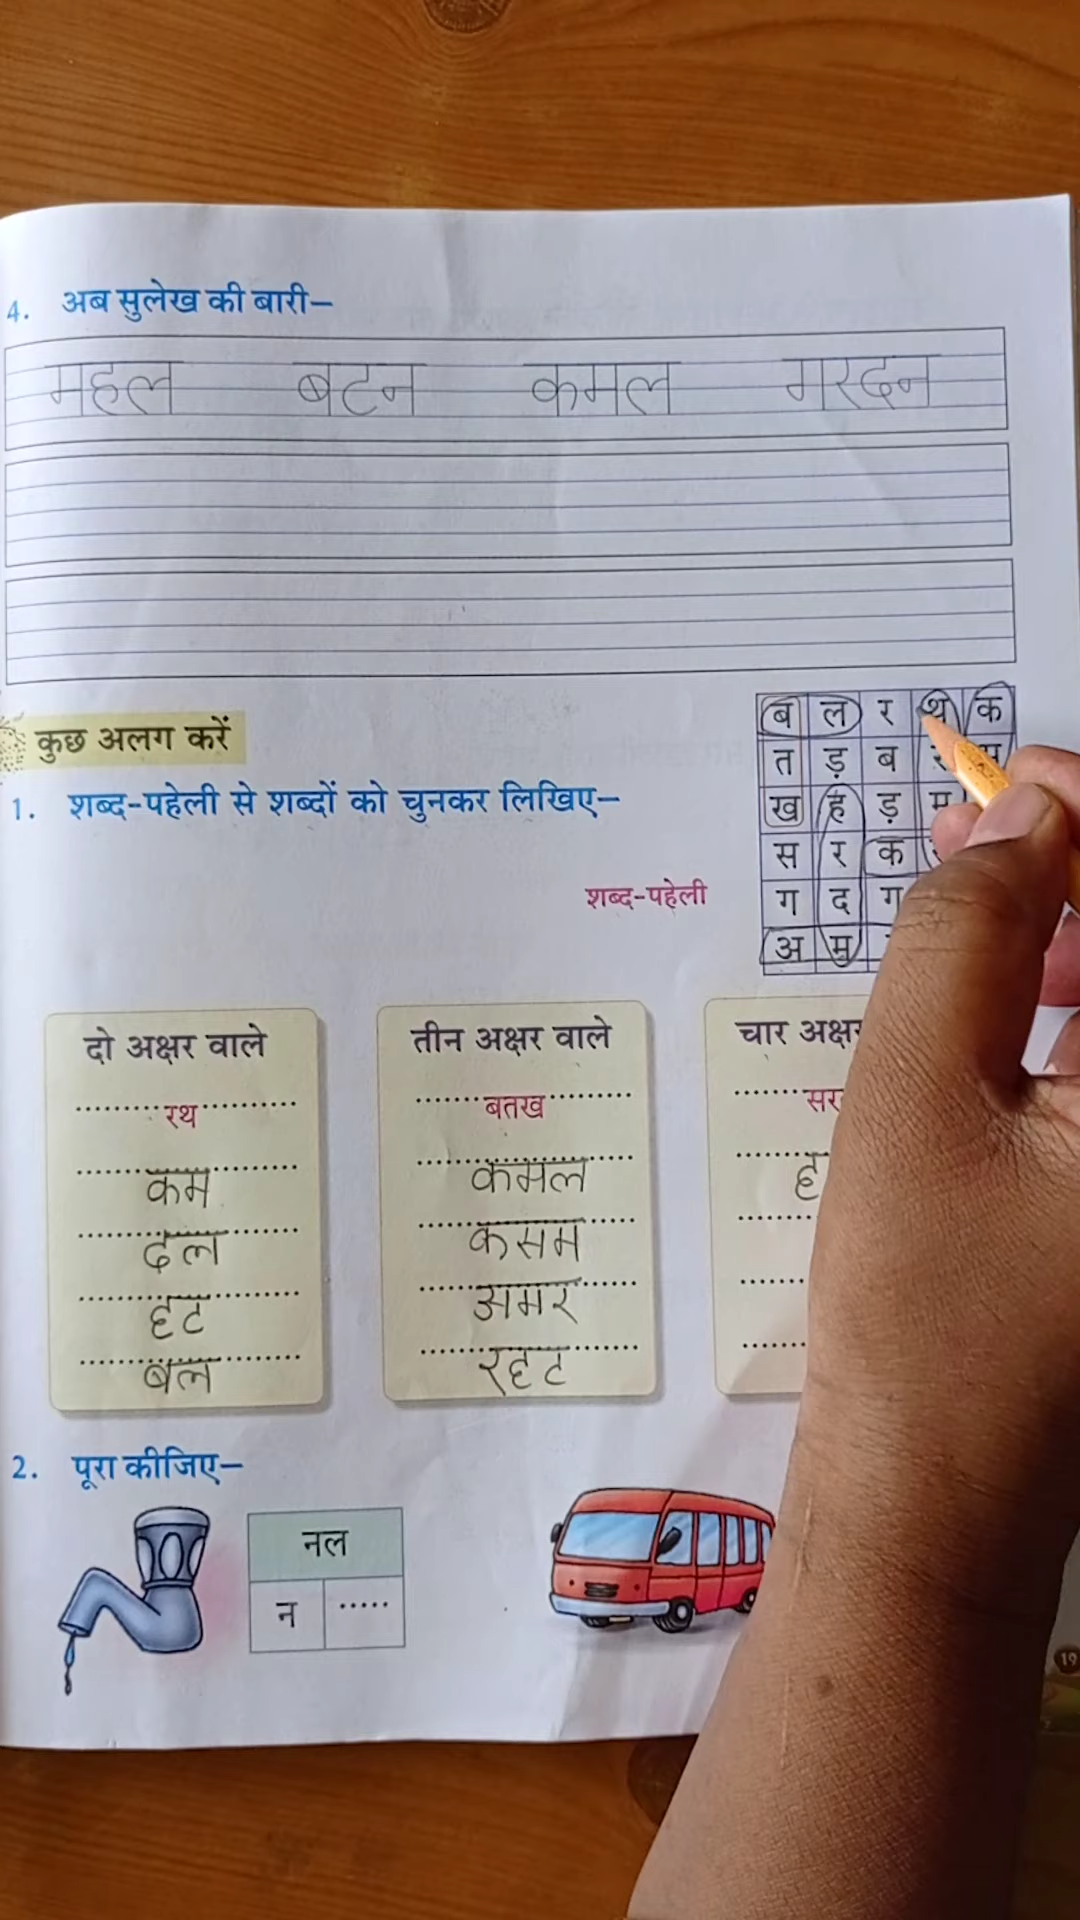 4. अब सुलेख की बारी–
महल बटन कमल गरदन
कुछ अलग करें
1. शब्द-पहेली से शब्दों को चुनकर लिखिए–
शब्द-पहेली
ब ल र थ क
त ड़ ब
ख ह ड़ म
स र क
ग द ग
अ म
दो अक्षर वाले
रथ
कम
दल
हट
बल
तीन अक्षर वाले
बतख
कमल
कसम
अमर
रहट
चार
सर
ह
2. पूरा कीजिए–
नल
न .....
19